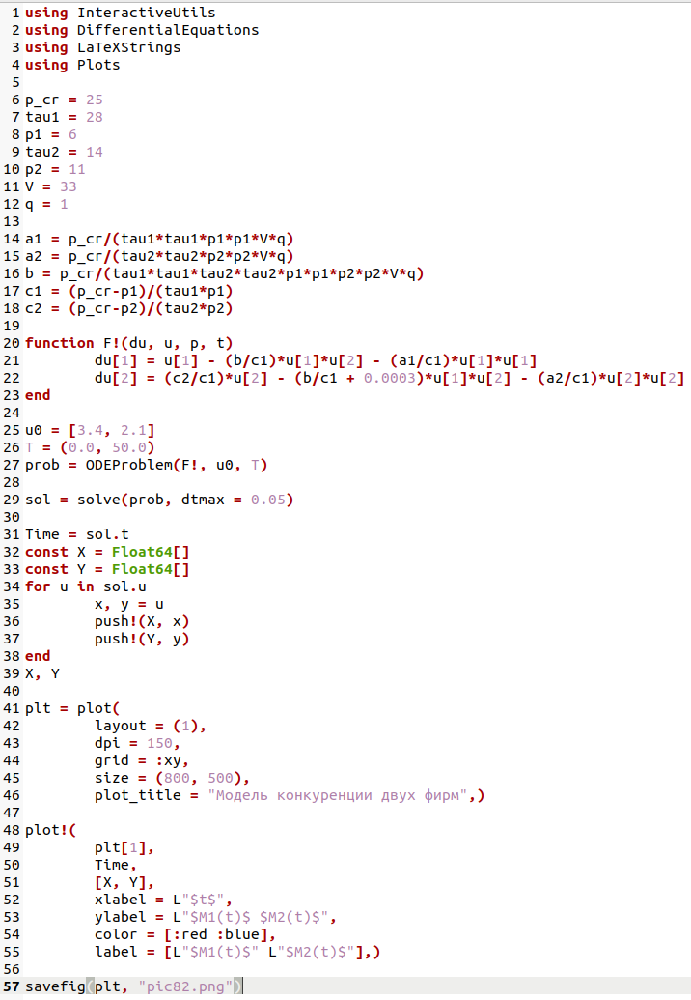 1 using InteractiveUtils
2 using DifferentialEquations
3 using LaTeXStrings
4 using Plots
5
6 p_cr = 25
7 tau1 = 28
8 p1 = 6
9 tau2 = 14
10 p2 = 11
11 V = 33
12 q = 1
13
14 a1 = p_cr/(tau1*tau1*p1*p1*V*q)
15 a2 = p_cr/(tau2*tau2*p2*p2*V*q)
16 b = p_cr/(tau1*tau1*tau2*tau2*p1*p1*p2*p2*V*q)
17 c1 = (p_cr-p1)/(tau1*p1)
18 c2 = (p_cr-p2)/(tau2*p2)
19
20 function F!(du, u, p, t)
21         du[1] = u[1] - (b/c1)*u[1]*u[2] - (a1/c1)*u[1]*u[1]
22         du[2] = (c2/c1)*u[2] - (b/c1 + 0.0003)*u[1]*u[2] - (a2/c1)*u[2]*u[2]
23 end
24
25 u0 = [3.4, 2.1]
26 T = (0.0, 50.0)
27 prob = ODEProblem(F!, u0, T)
28
29 sol = solve(prob, dtmax = 0.05)
30
31 Time = sol.t
32 const X = Float64[]
33 const Y = Float64[]
34 for u in sol.u
35         x, y = u
36         push!(X, x)
37         push!(Y, y)
38 end
39 X, Y
40
41 plt = plot(
42         layout = (1),
43         dpi = 150,
44         grid = :xy,
45         size = (800, 500),
46         plot_title = "Модель конкуренции двух фирм",)
47
48 plot!(
49         plt[1],
50         Time,
51         [X, Y],
52         xlabel = L"$t$",
53         ylabel = L"$M1(t)$ $M2(t)$",
54         color = [:red :blue],
55         label = [L"$M1(t)$" L"$M2(t)$"],)
56
57 savefig(plt, "pic82.png")